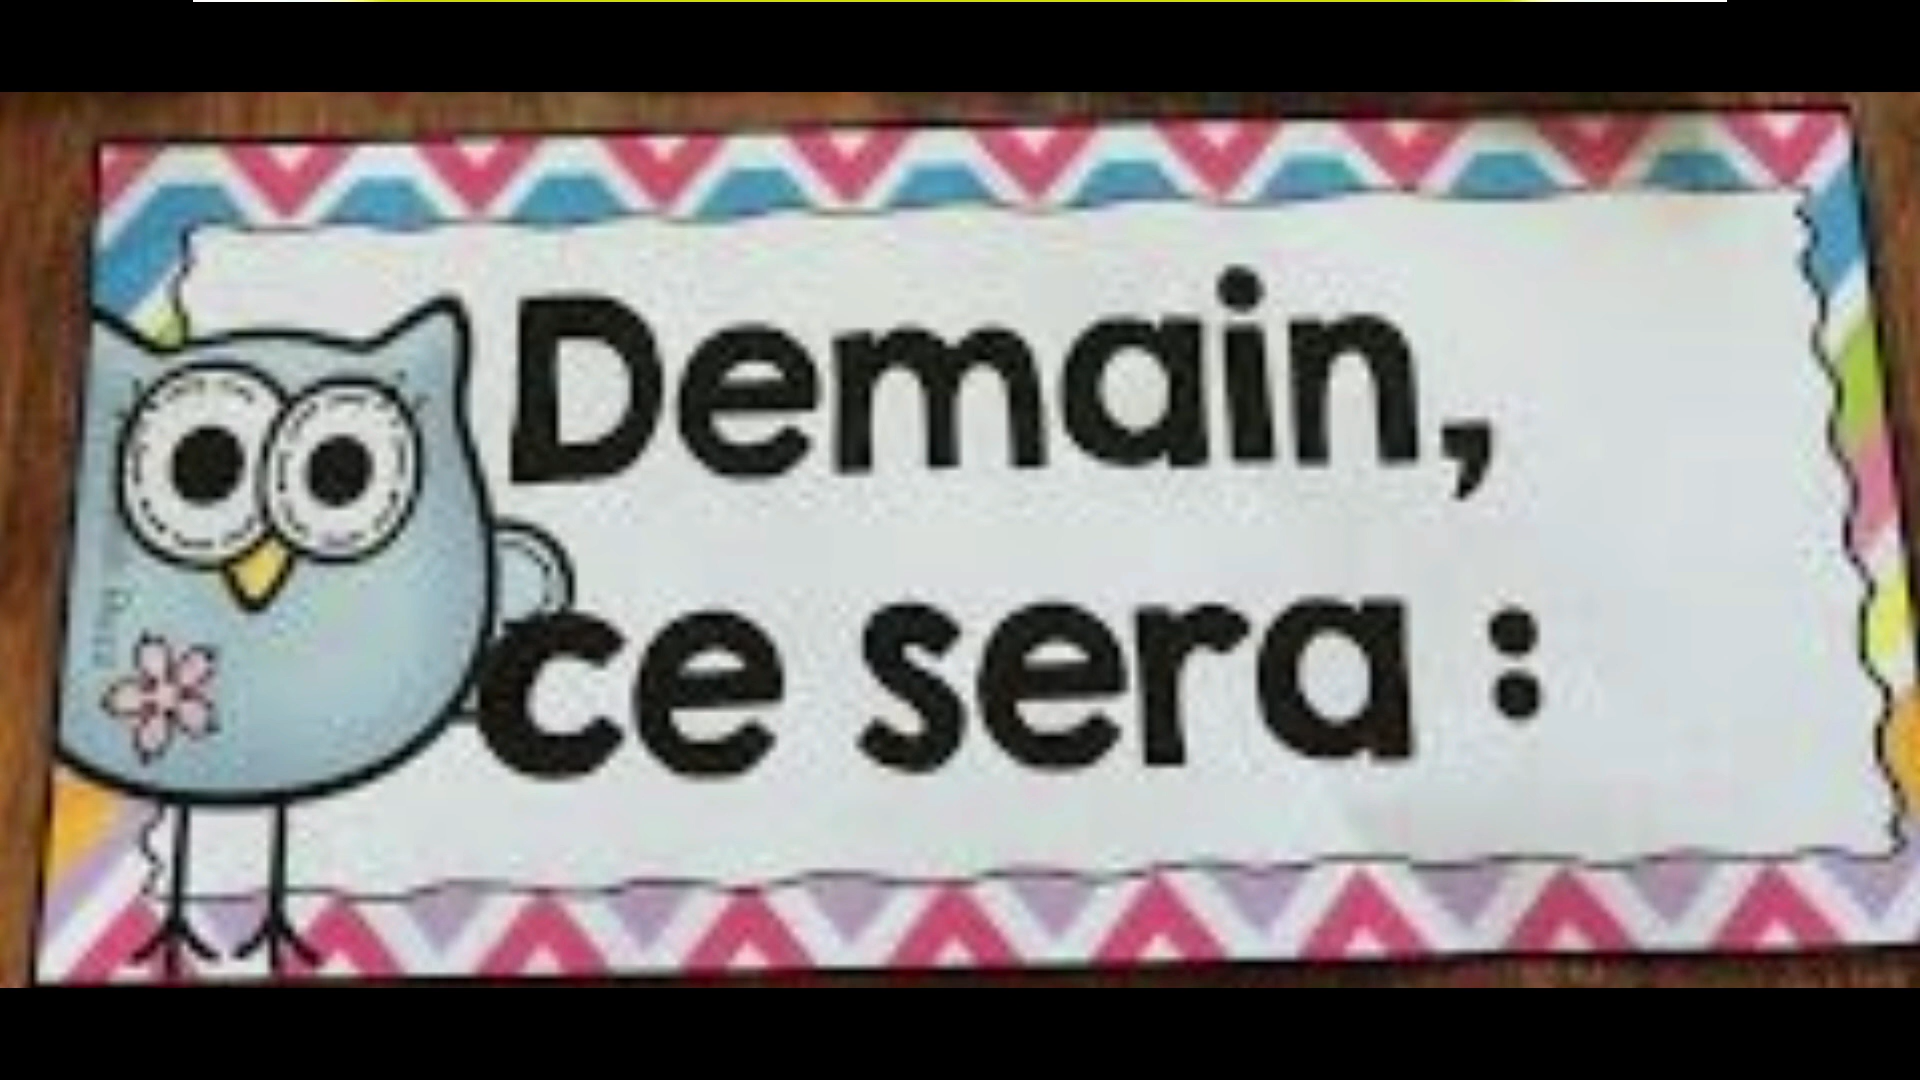 Demain,
ce sera :